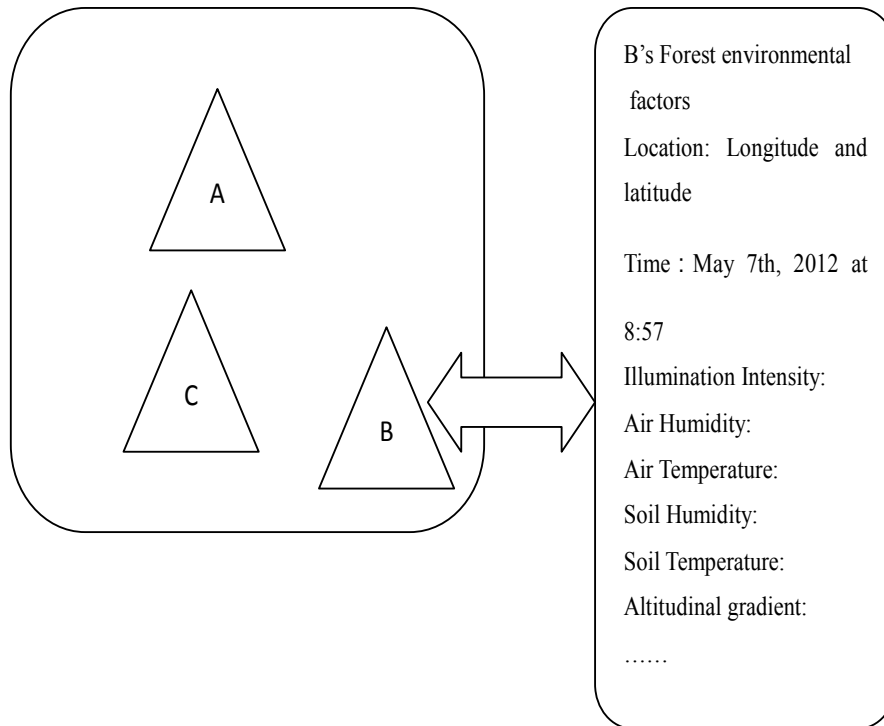 A
C
B
B's Forest environmental
factors
Location: Longitude and
latitude
Time : May 7th, 2012 at
8:57
Illumination Intensity:
Air Humidity:
Air Temperature:
Soil Humidity:
Soil Temperature:
Altitudinal gradient:
……